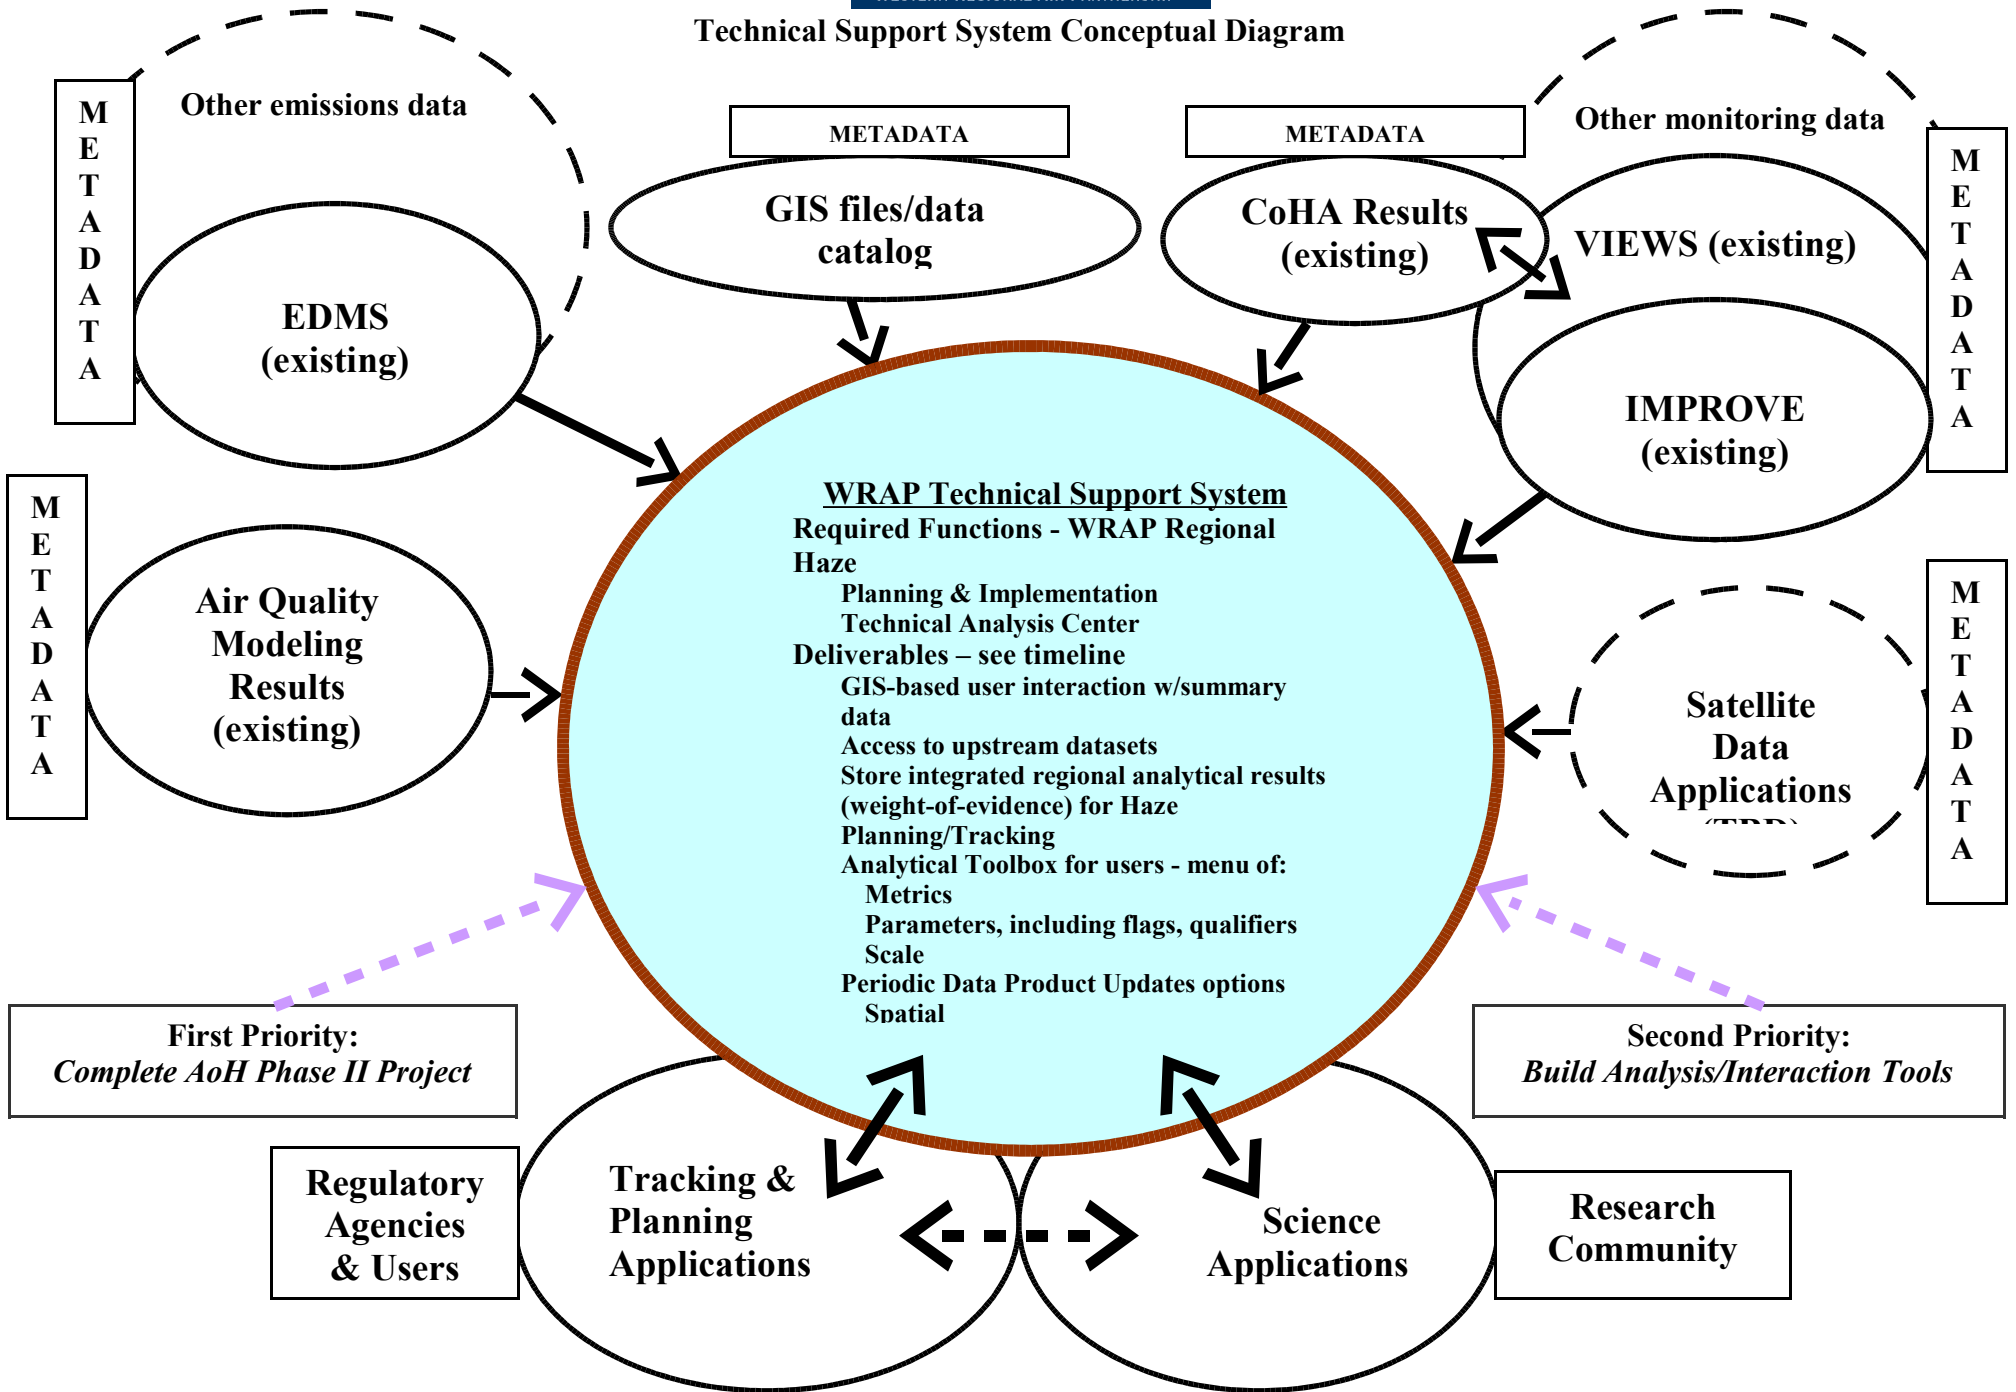 Technical Support System Conceptual Diagram
METADATA
Other emissions data
EDMS
(existing)
METADATA
GIS files/data
catalog
METADATA
CoHA Results
(existing)
Other monitoring data
VIEWS (existing)
IMPROVE
(existing)
METADATA
METADATA
Air Quality
Modeling
Results
(existing)
WRAP Technical Support System
Required Functions - WRAP Regional
Haze
Planning & Implementation
Technical Analysis Center
Deliverables – see timeline
GIS-based user interaction w/summary
data
Access to upstream datasets
Store integrated regional analytical results
(weight-of-evidence) for Haze
Planning/Tracking
Analytical Toolbox for users - menu of:
Metrics
Parameters, including flags, qualifiers
Scale
Periodic Data Product Updates options
Spatial
Satellite
Data
Applications
METADATA
First Priority:
Complete AoH Phase II Project
Second Priority:
Build Analysis/Interaction Tools
Regulatory
Agencies
& Users
Tracking &
Planning
Applications
Science
Applications
Research
Community